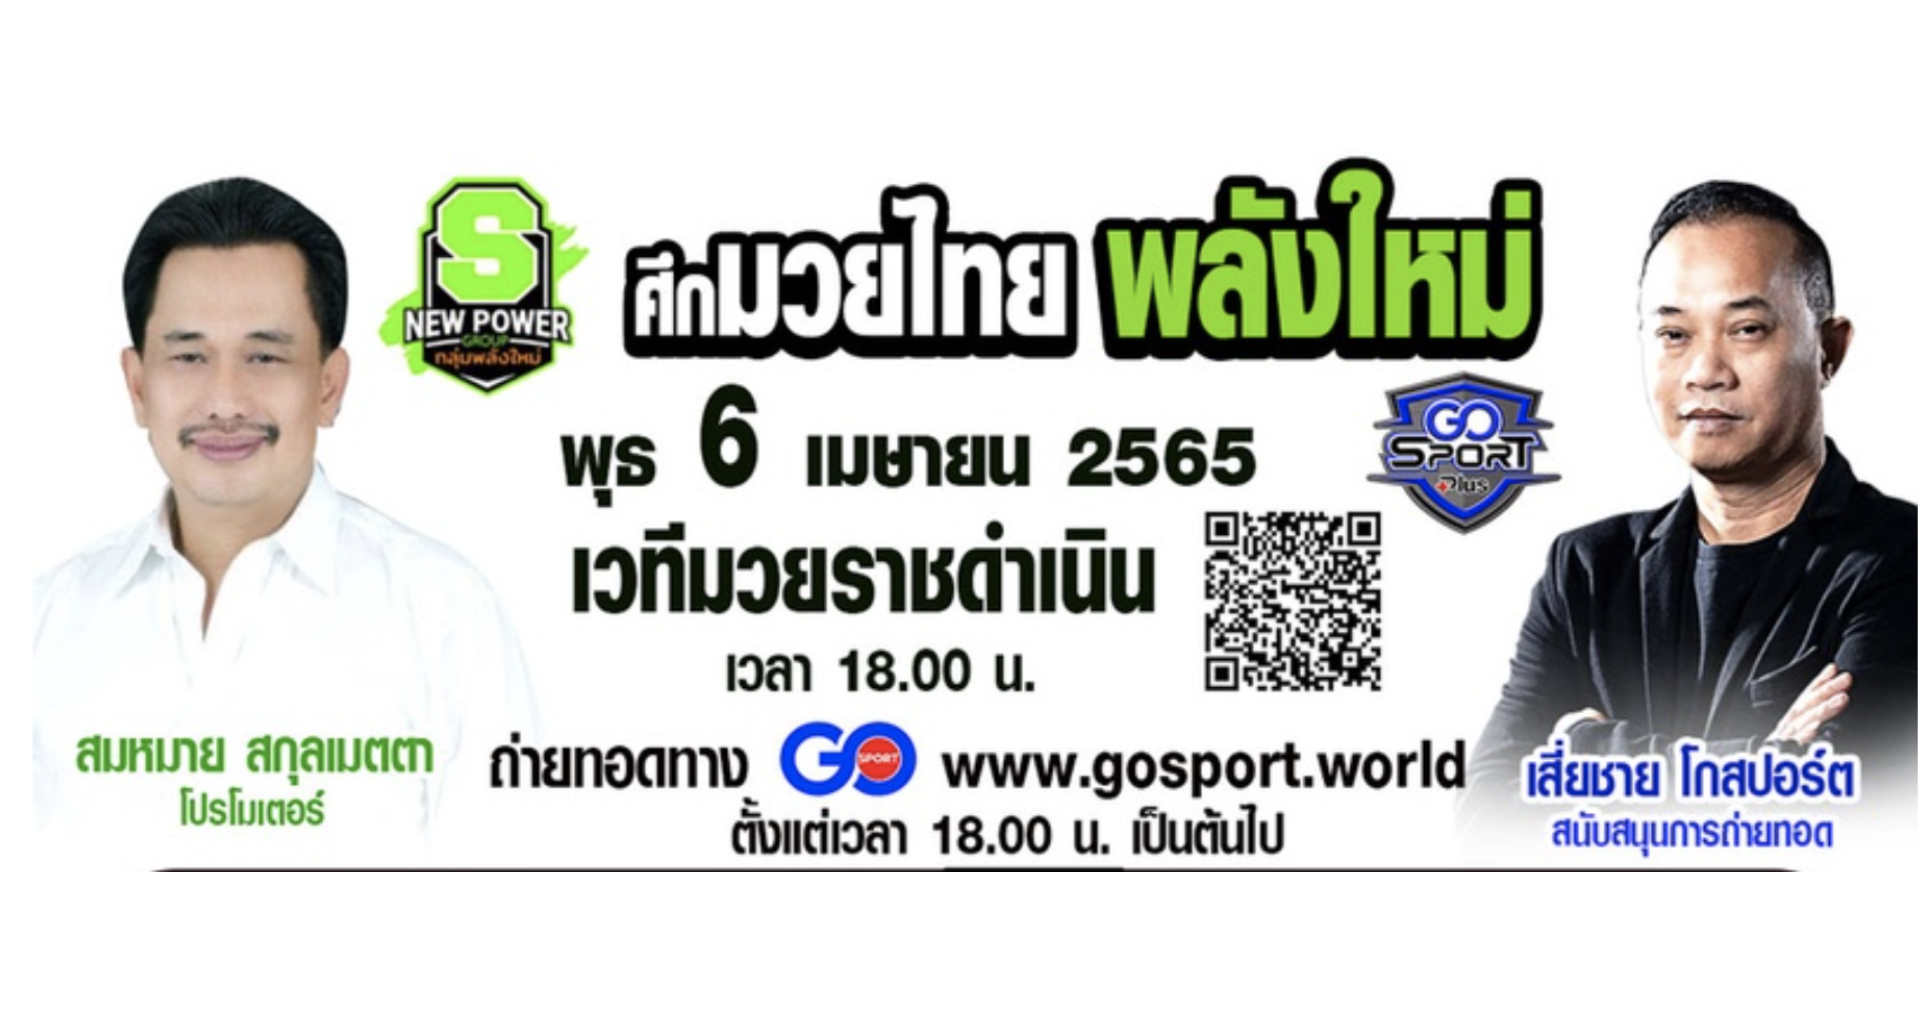 S
NEW POWER
GROUP
กลุ่มพลังใหม่
ศึกมวยไทย พลังใหม่
พุธ 6 เมษายน 2565
GO
SPORT
Plus
เวทีมวยราชดำเนิน
เวลา 18.00 น.
สมหมาย สกุลเมตตา
โปรโมเตอร์
ถ่ายทอดทาง GO SPORT www.gosport.world
ตั้งแต่เวลา 18.00 น. เป็นต้นไป
เสี่ยชาย โกสปอร์ต
สนับสนุนการถ่ายทอด